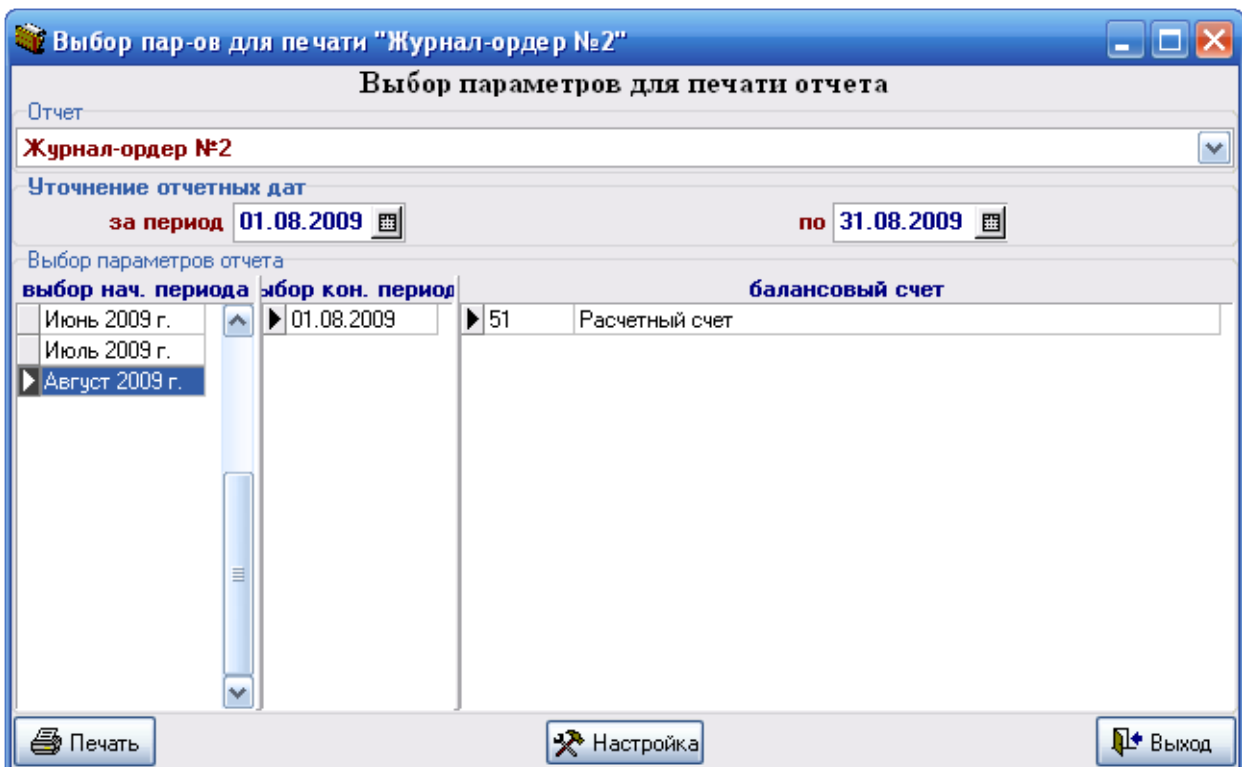 Выбор пар-ов для печати "Журнал-ордер №2"
Выбор параметров для печати отчета
Отчет
Журнал-ордер №2
Уточнение отчетных дат
за период 01.08.2009 по 31.08.2009
Выбор параметров отчета
выбор нач. периода ыбор кон. период балансовый счет
Июнь 2009 г. 01.08.2009 51 Расчетный счет
Июль 2009 г.
Август 2009 г.
Печать Настройка Выход